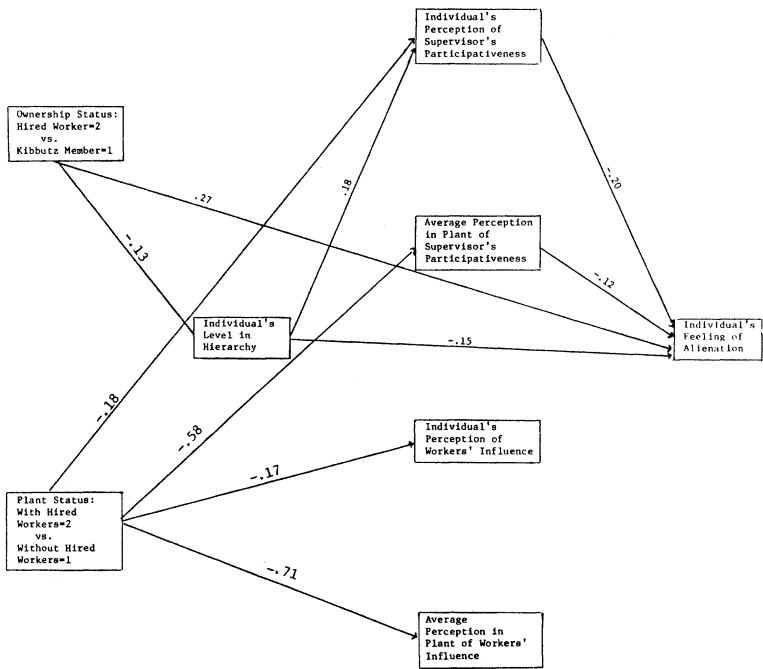 Individual's
Perception of
Supervisor's
Participativeness
Ownership Status:
Hired Worker=2
vs.
Kibbutz Member=1
-.20
.18
.27
Average Perception
in Plant of
Supervisor's
Participativeness
-.13
-.12
Individual's
Level in
Hierarchy
Individual's
Feeling of
Alienation
-.15
-.18
-.58
Individual's
Perception of
Workers' Influence
-.17
Plant Status:
With Hired
Workers=2
vs.
Without Hired
Workers=1
-.71
Average
Perception in
Plant of Workers'
Influence